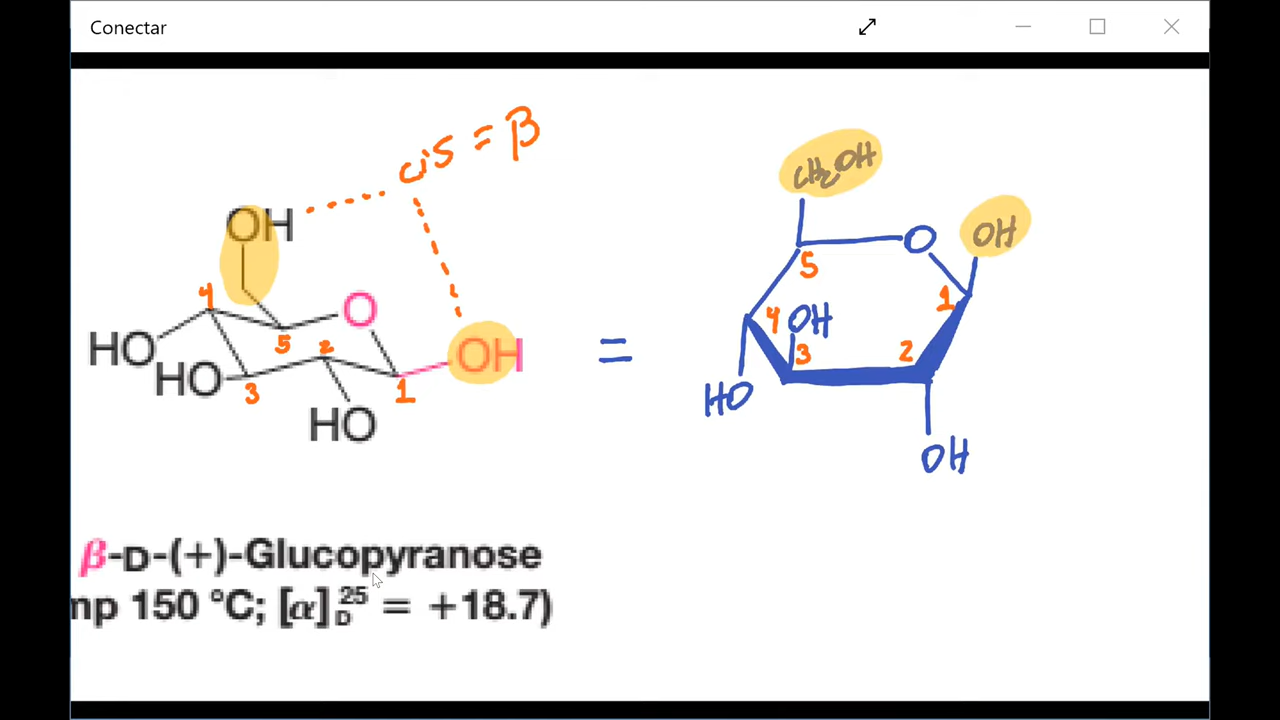 Conectar
cis = β
CH2OH
OH
OH
O
O
OH
HO
HO
HO
4
5
2
3
1
=
5
1
4
OH
3
2
HO
OH
β-D-(+)-Glucopyranose
mp 150 °C; [α]25D = +18.7)